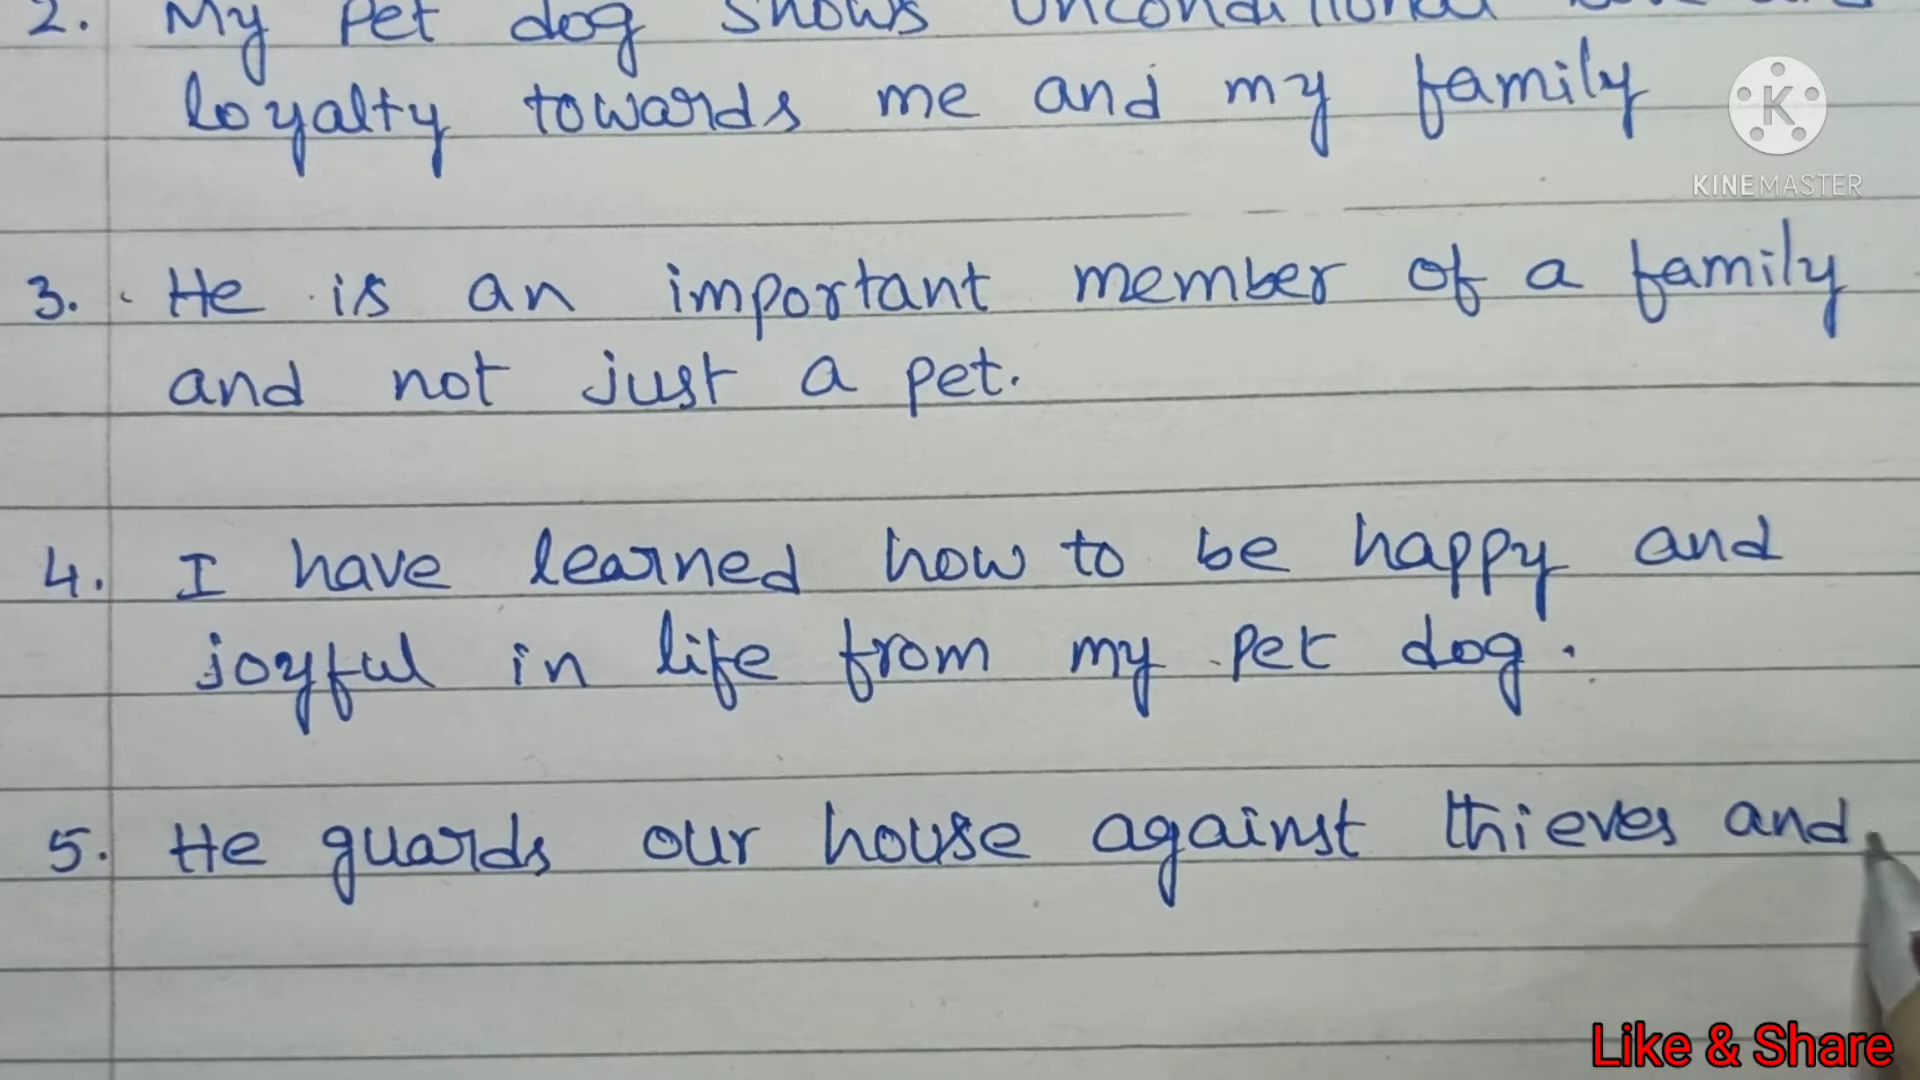 2. My pet dog shows unconditional
loyalty towards me and my family
K
KINEMASTER
3. He is an important member of a family
and not just a pet.
4. I have learned how to be happy and
joyful in life from my pet dog.
5. He guards our house against thieves and
Like & Share